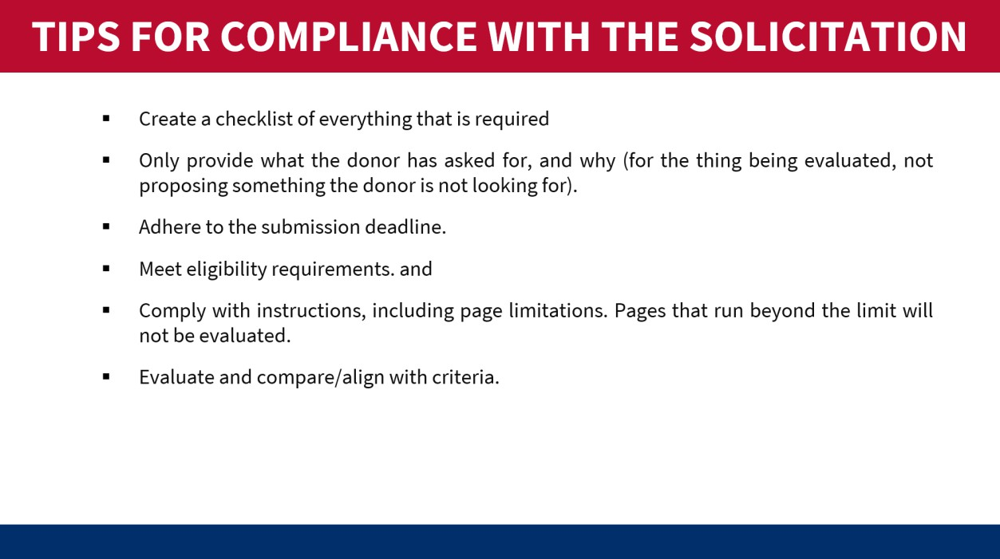 TIPS FOR COMPLIANCE WITH THE SOLICITATION
▪ Create a checklist of everything that is required
▪ Only provide what the donor has asked for, and why (for the thing being evaluated, not
proposing something the donor is not looking for).
▪ Adhere to the submission deadline.
▪ Meet eligibility requirements. and
▪ Comply with instructions, including page limitations. Pages that run beyond the limit will
not be evaluated.
▪ Evaluate and compare/align with criteria.